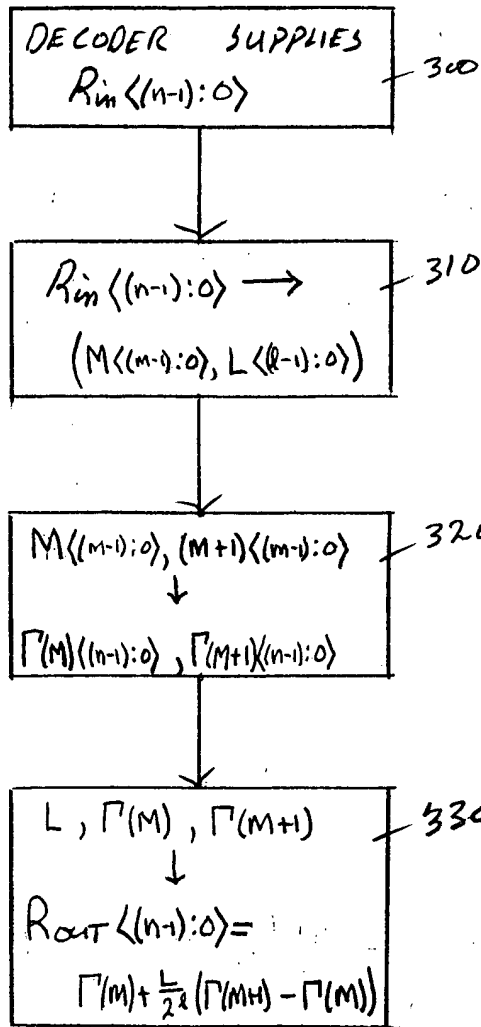 DECODER SUPPLIES
Rin<(n-1):0>
300
Rin<(n-1):0> →
310
(M<(m-1):0>, L<(l-1):0>)
M<(m-1):0>, (M+1)<(m-1):0>
320
↓
Γ(M)<(n-1):0>, Γ(M+1)<(n-1):0>
L, Γ(M), Γ(M+1)
330
↓
ROUT<(n-1):0>=
Γ(M)+L/2^l(Γ(M+1)-Γ(M))